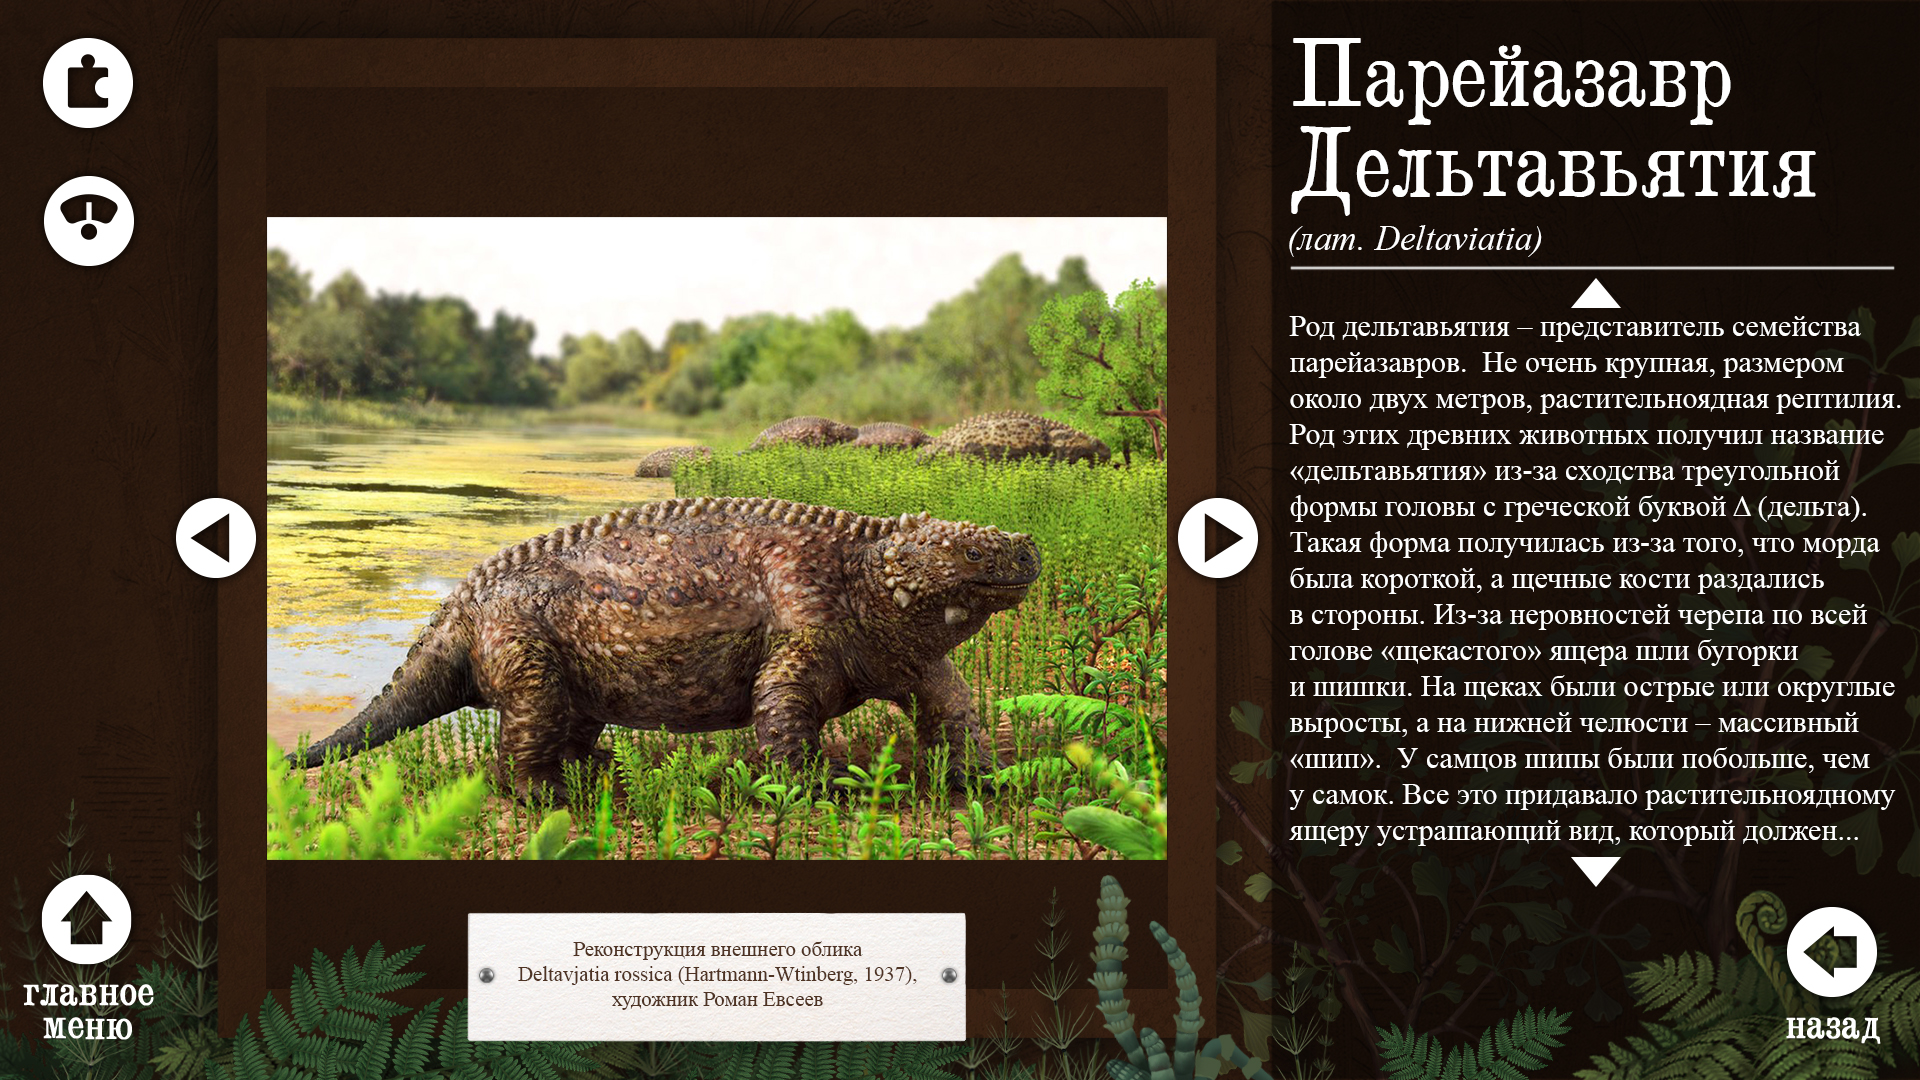 Парейазавр
Дельтавьятия
(лат. Deltaviatia)
Род дельтавьятия – представитель семейства
парейазавров.  Не очень крупная, размером
около двух метров, растительноядная рептилия.
Род этих древних животных получил название
«дельтавьятия» из-за сходства треугольной
формы головы с греческой буквой Δ (дельта).
Такая форма получилась из-за того, что морда
была короткой, а щечные кости раздались
в стороны. Из-за неровностей черепа по всей
голове «щекастого» ящера шли бугорки
и шишки. На щеках были острые или округлые
выросты, а на нижней челюсти – массивный
«шип».  У самцов шипы были побольше, чем
у самок. Все это придавало растительноядному
ящеру устрашающий вид, который должен...
Реконструкция внешнего облика
Deltavjatia rossica (Hartmann-Wtinberg, 1937),
художник Роман Евсеев
главное
меню
назад